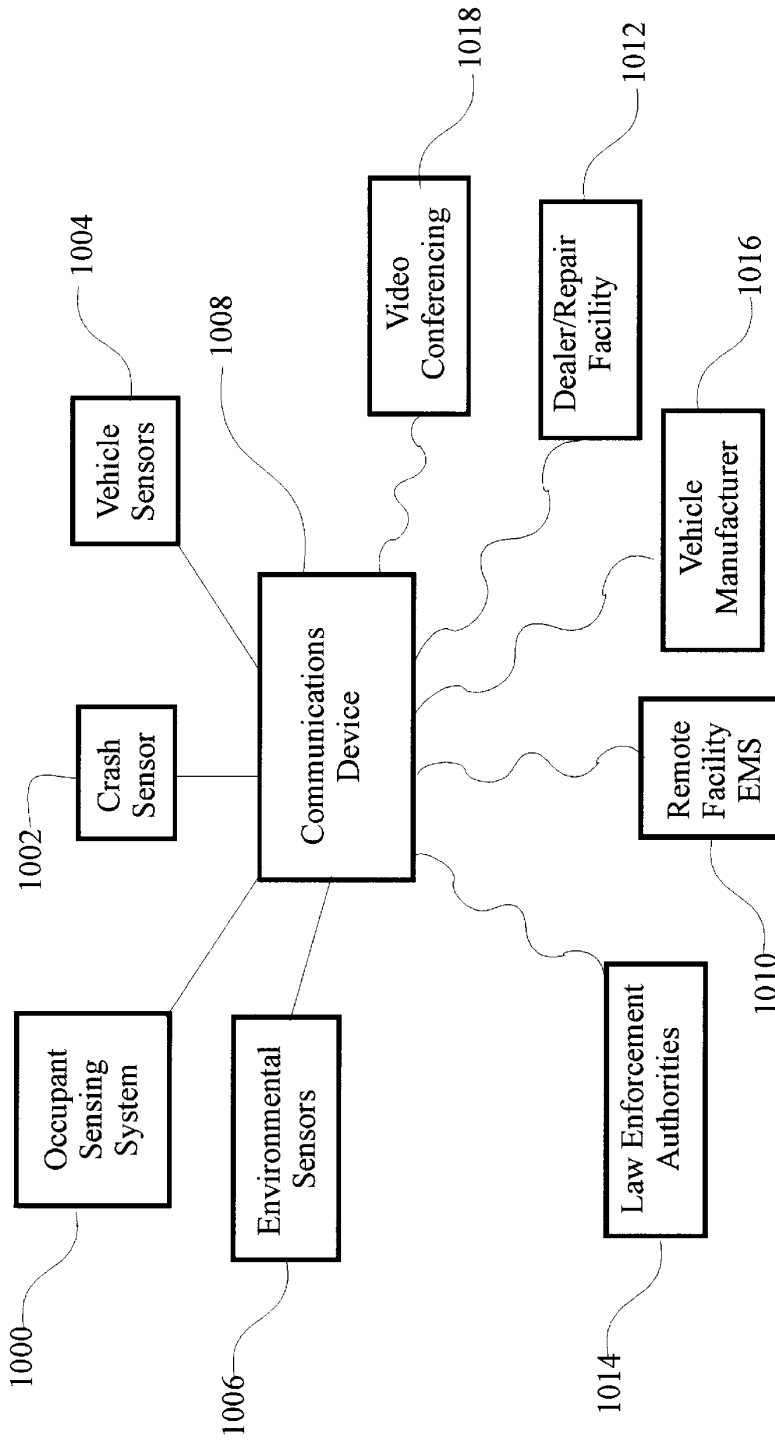 1000
Occupant
Sensing
System
1002
Crash
Sensor
1004
Vehicle
Sensors
1006
Environmental
Sensors
1008
Communications
Device
1018
Video
Conferencing
1012
Dealer/Repair
Facility
1016
Vehicle
Manufacturer
1010
Remote
Facility
EMS
1014
Law Enforcement
Authorities